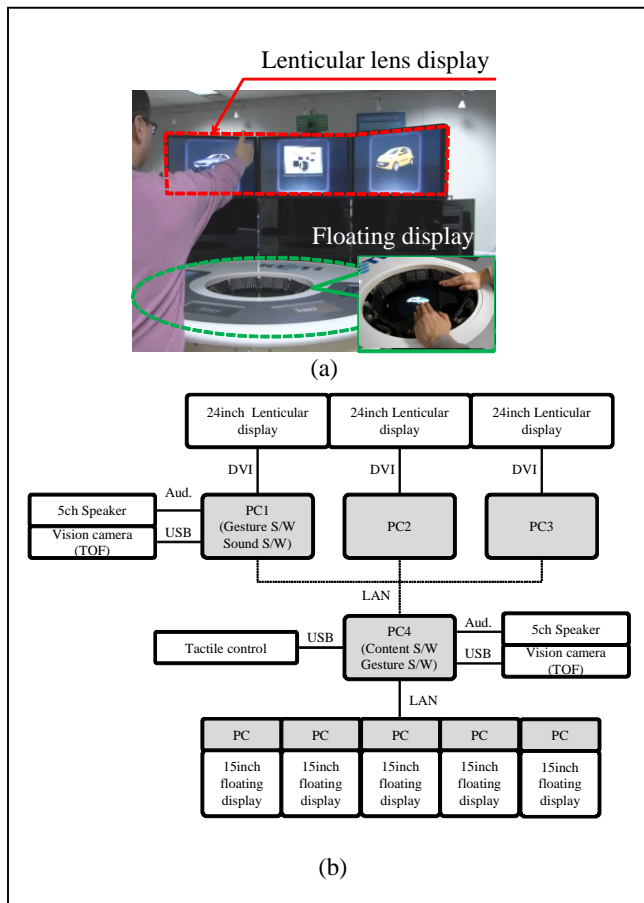 Lenticular lens display
Floating display
(a)
24inch Lenticular
display
24inch Lenticular
display
24inch Lenticular
display
DVI
DVI
DVI
Aud.
5ch Speaker
USB
Vision camera
(TOF)
PC1
(Gesture S/W
Sound S/W)
PC2
PC3
LAN
Tactile control
USB
PC4
(Content S/W
Gesture S/W)
Aud.
5ch Speaker
USB
Vision camera
(TOF)
LAN
PC
PC
PC
PC
PC
15inch
floating
display
15inch
floating
display
15inch
floating
display
15inch
floating
display
15inch
floating
display
(b)